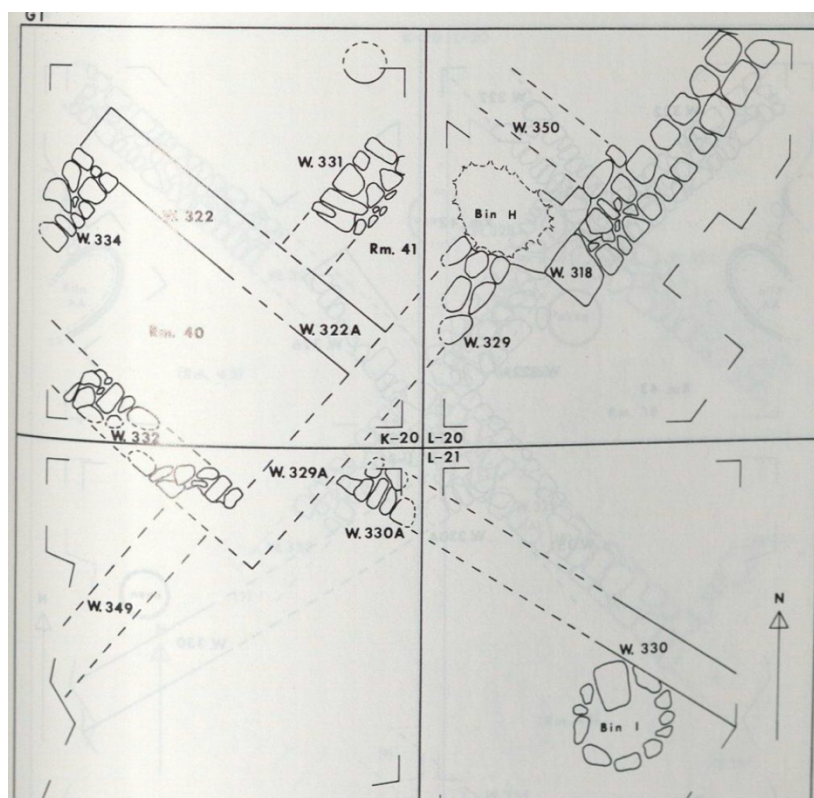 G1
W. 350
W. 331
Bin H
W. 322
W. 334
Rm. 41
W. 318
W. 322A
Rm. 40
W. 329
W. 332
K-20
L-20
L-21
W. 329A
W. 330A
W. 349
N
W. 330
Bin I